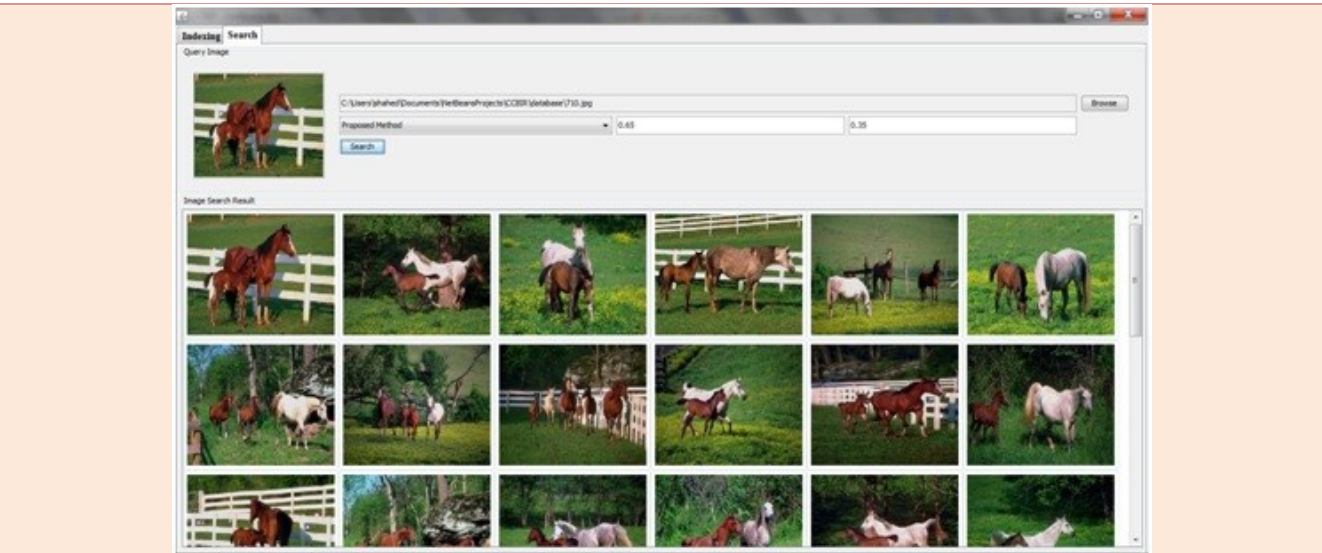 Indexing Search
Query Image
C:\Users\shahed\Documents\NetBeansProjects\CCBIR\database\710.jpg
Browse
Proposed Method 0.65 0.35
Search
Image Search Result